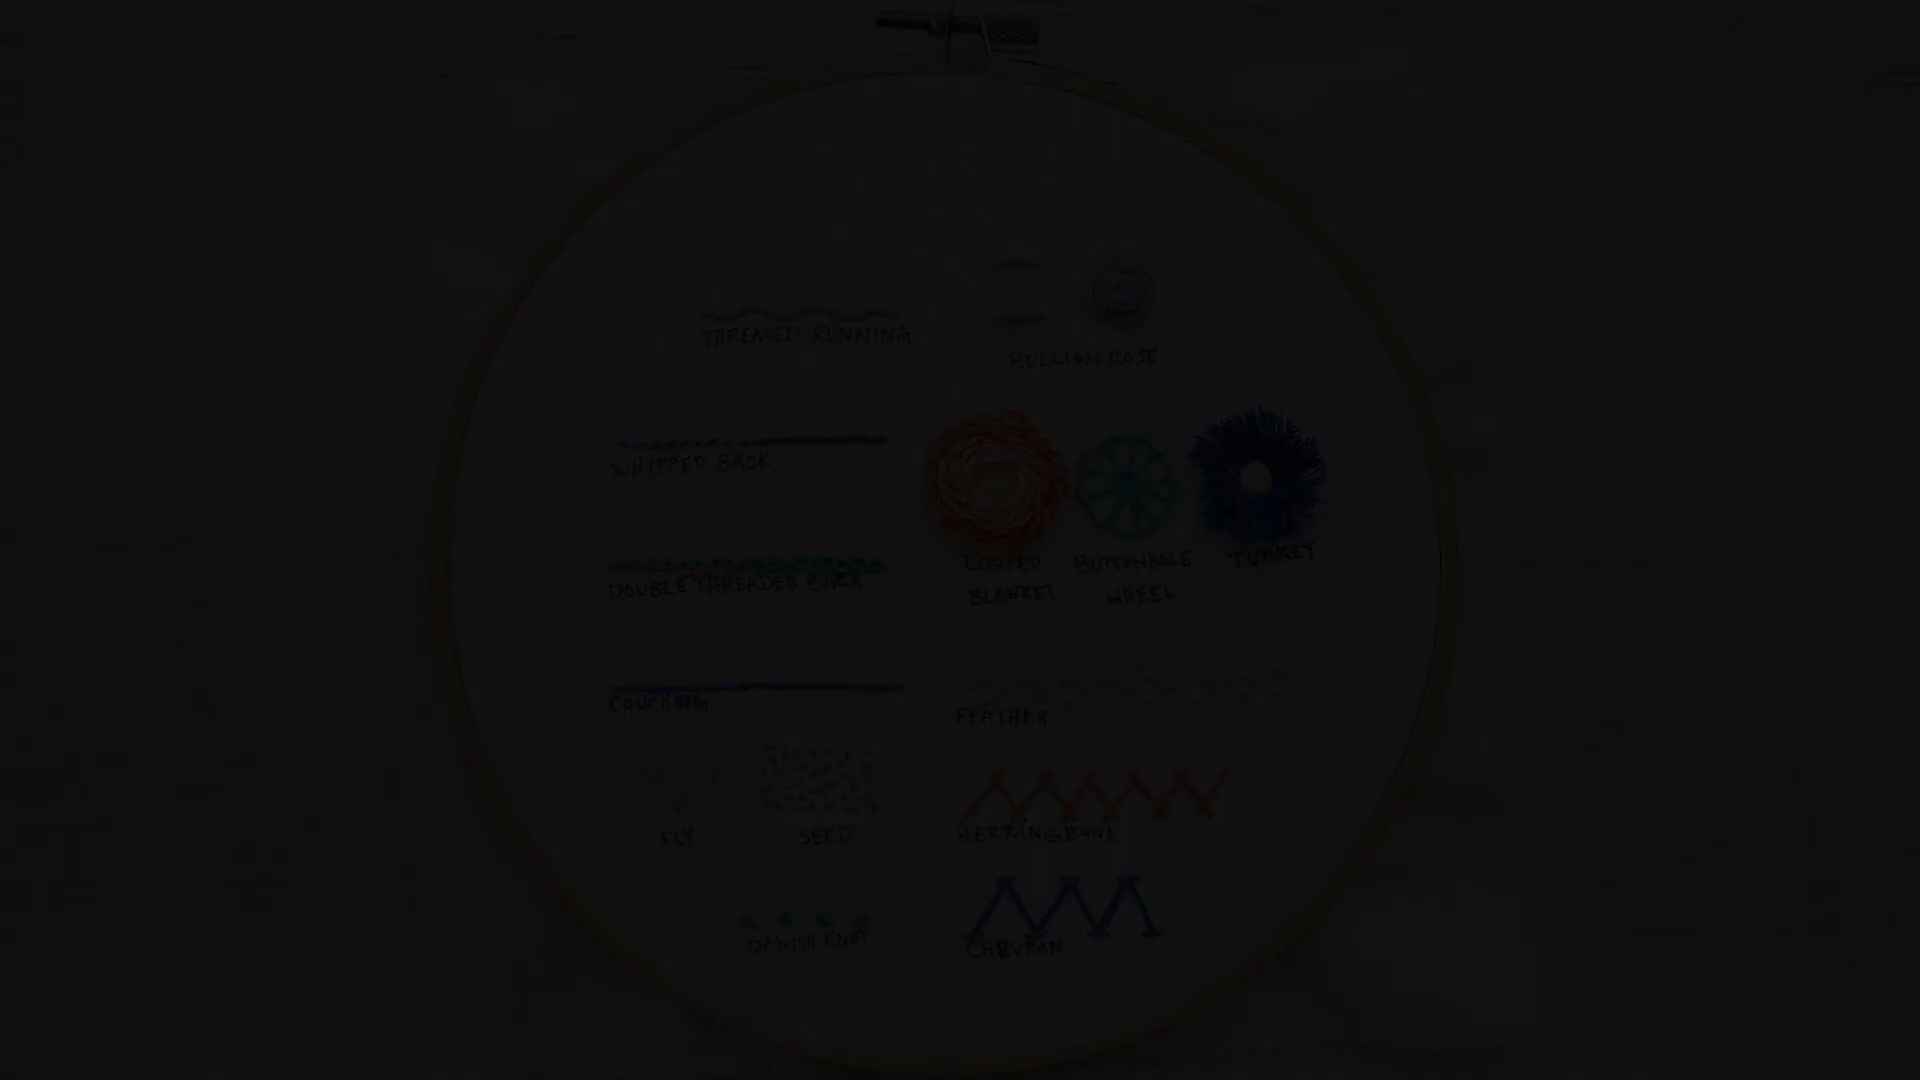 THREADED RUNNING
BULLION ROSE
WHIPPED BACK
LOOPED
BLANKET
BUTTONHOLE
WHEEL
TURKEY
DOUBLE THREADED BACK
COUCHING
FEATHER
FLY
SEED
HERRINGBONE
DANISH KNOT
CHEVRON